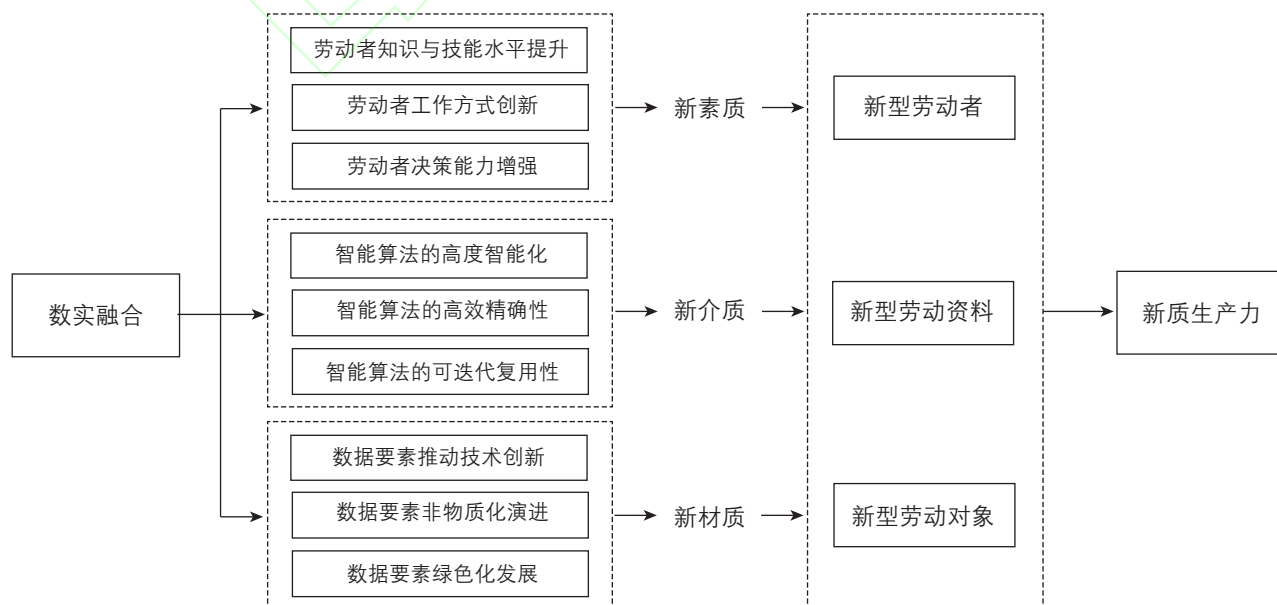 数实融合
劳动者知识与技能水平提升
劳动者工作方式创新
劳动者决策能力增强
新素质
新型劳动者
智能算法的高度智能化
智能算法的高效精确性
智能算法的可迭代复用性
新介质
新型劳动资料
数据要素推动技术创新
数据要素非物质化演进
数据要素绿色化发展
新材质
新型劳动对象
新质生产力